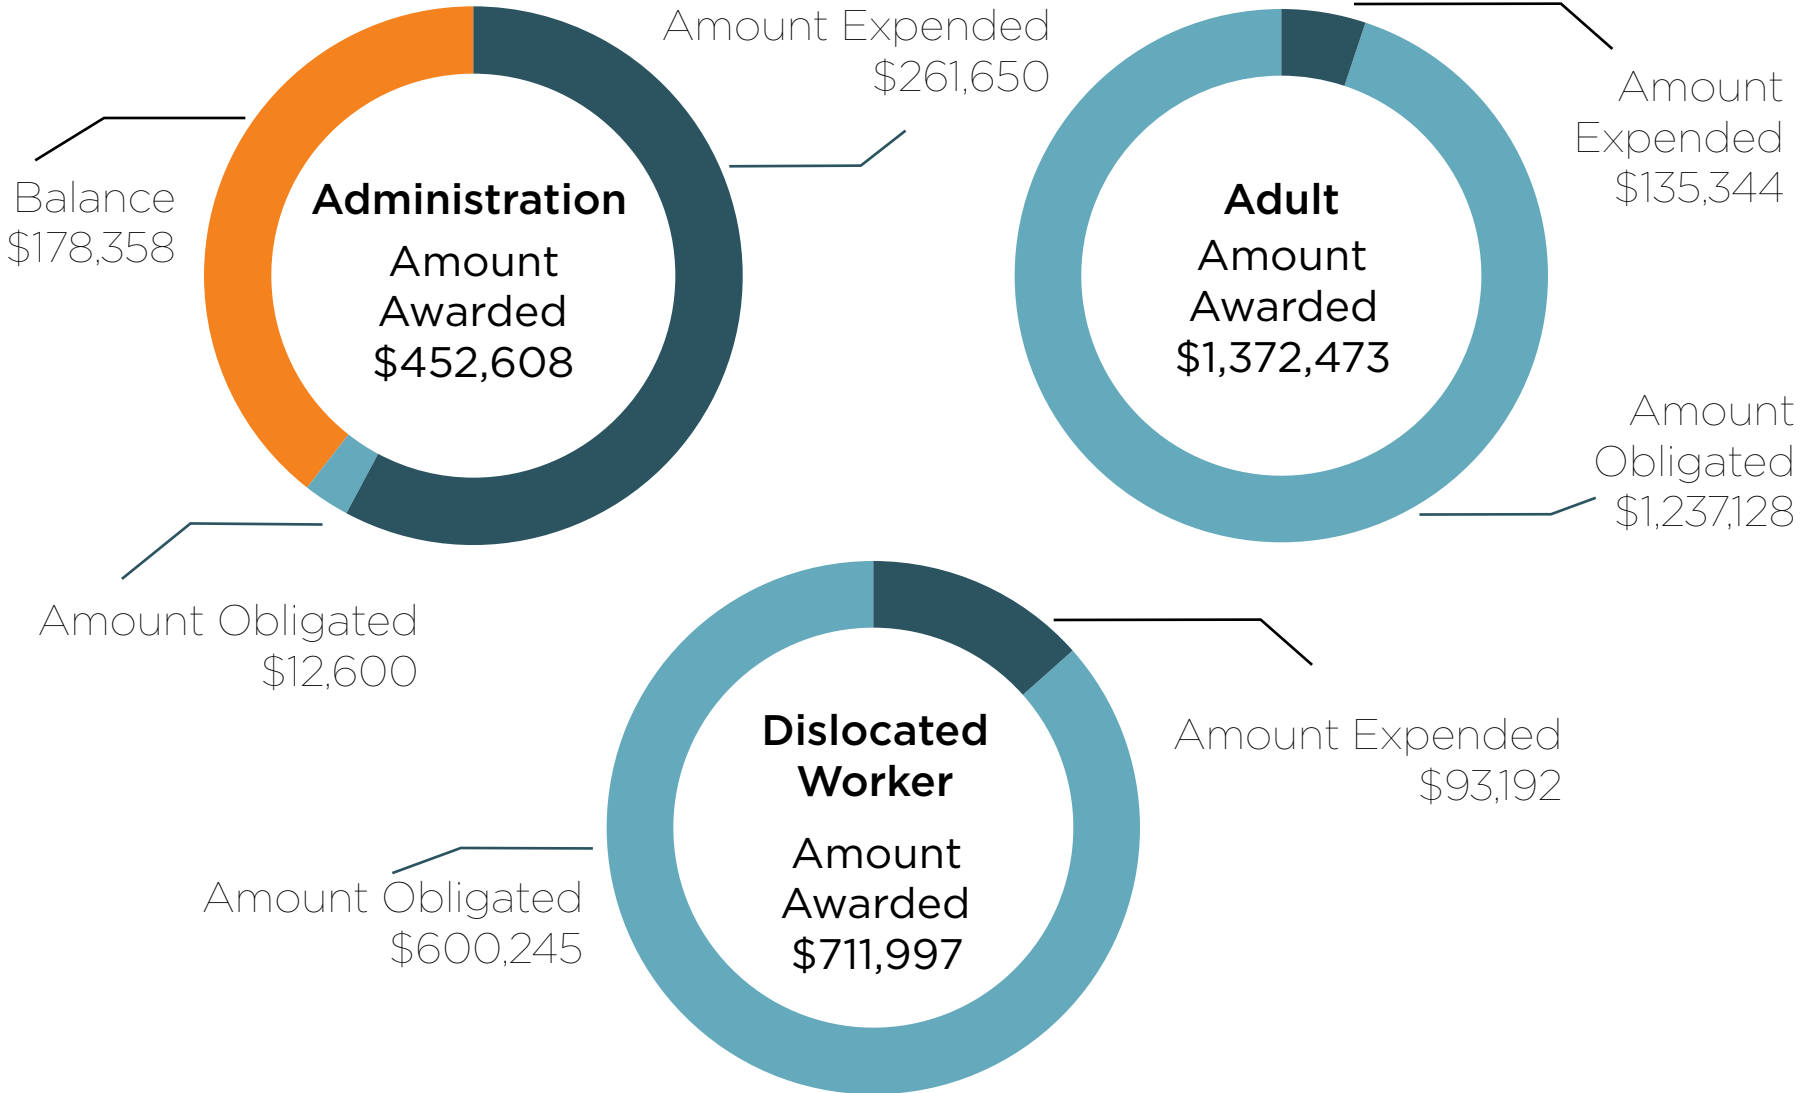 Amount Expended
$261,650
Balance
$178,358
Administration
Amount
Awarded
$452,608
Amount Obligated
$12,600
Amount
Expended
$135,344
Adult
Amount
Awarded
$1,372,473
Amount
Obligated
$1,237,128
Dislocated
Worker
Amount
Awarded
$711,997
Amount Expended
$93,192
Amount Obligated
$600,245